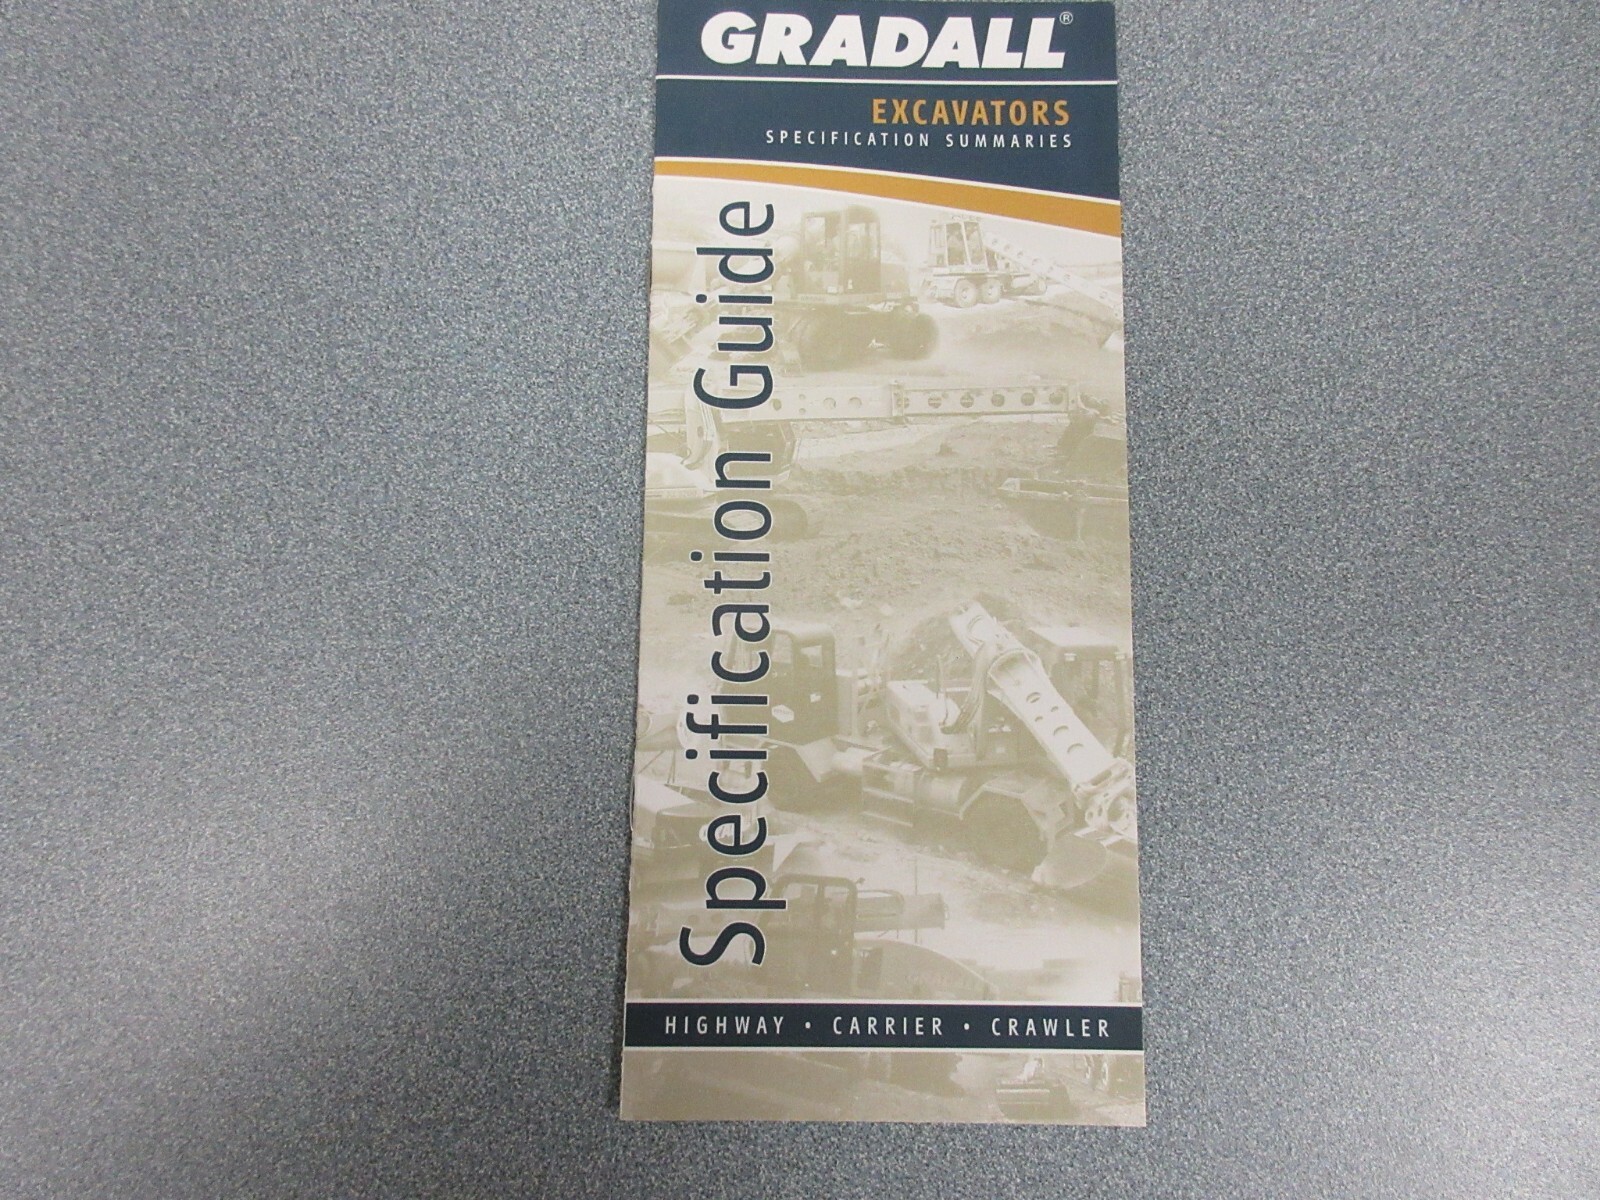 GRADALL®
EXCAVATORS
SPECIFICATION SUMMARIES
Specification Guide
HIGHWAY • CARRIER • CRAWLER